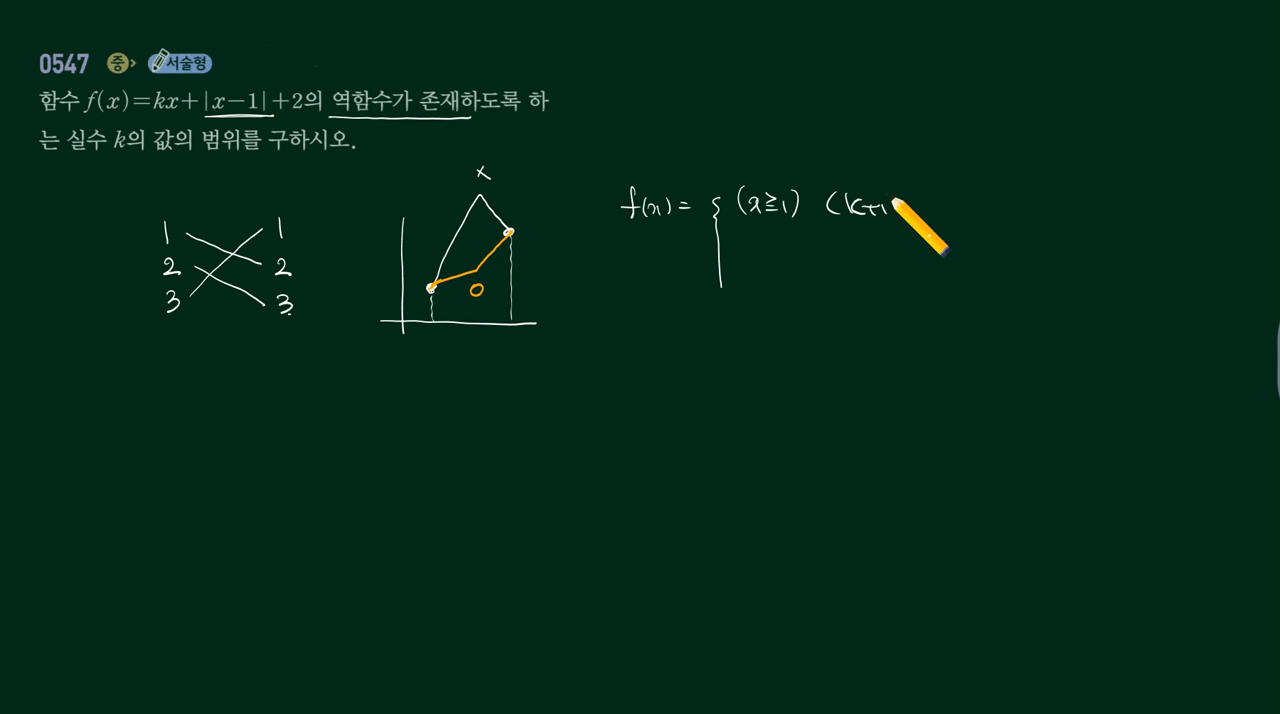 0547 중 서술형
함수 f(x)=kx+|x-1|+2의 역함수가 존재하도록 하
는 실수 k의 값의 범위를 구하시오.
x
f(x) = { (x≧1) (k+1
1 1
2 2
3 3
0